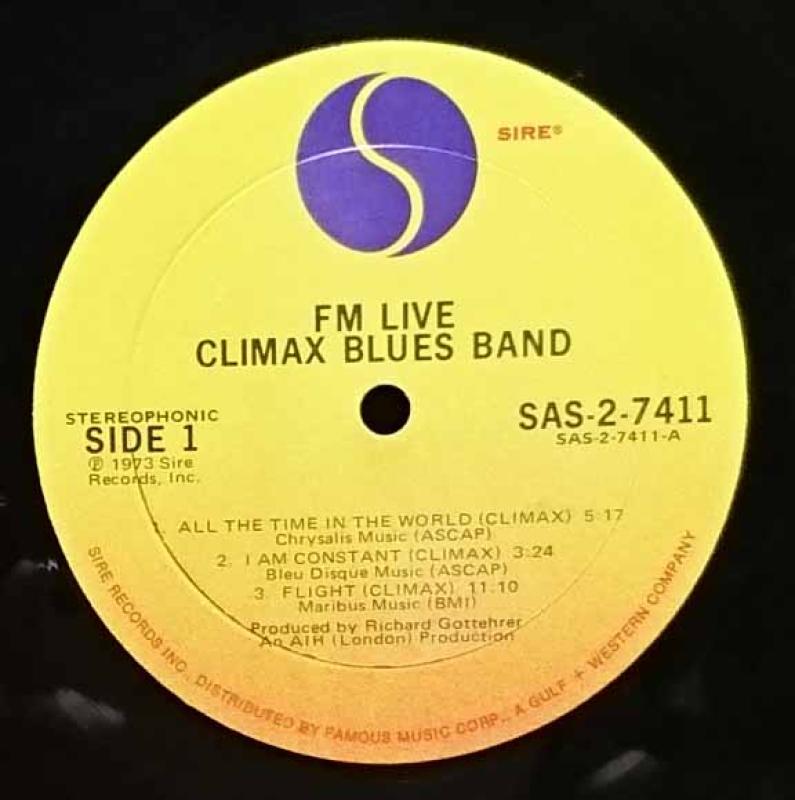 SIRE®
FM LIVE
CLIMAX BLUES BAND
STEREOPHONIC
SIDE 1
℗ 1973 Sire
Records, Inc.
SAS-2-7411
SAS-2-7411-A
1. ALL THE TIME IN THE WORLD (CLIMAX) 5:17
Chrysalis Music (ASCAP)
2. I AM CONSTANT (CLIMAX) 3:24
Bleu Disque Music (ASCAP)
3. FLIGHT (CLIMAX) 11:10
Maribus Music (BMI)
Produced by Richard Gottehrer
An AIH (London) Production
SIRE RECORDS INC., DISTRIBUTED BY FAMOUS MUSIC CORP., A GULF + WESTERN COMPANY